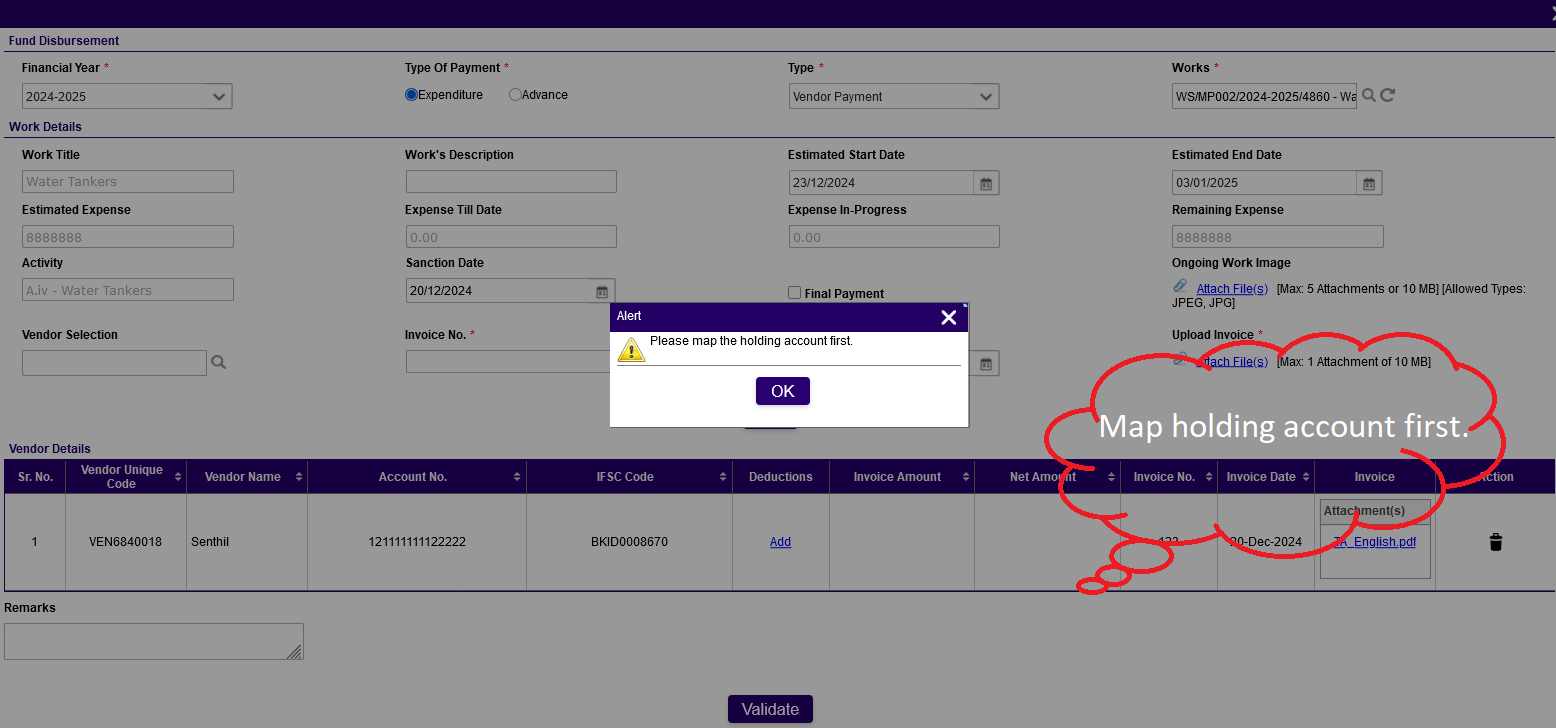 Fund Disbursement
Financial Year * Type Of Payment * Type * Works *
2024-2025 Expenditure Advance Vendor Payment WS/MP002/2024-2025/4860 - Wa
Work Details
Work Title Work's Description Estimated Start Date Estimated End Date
Water Tankers 23/12/2024 03/01/2025
Estimated Expense Expense Till Date Expense In-Progress Remaining Expense
8888888 0.00 0.00 8888888
Activity Sanction Date Ongoing Work Image
A.iv - Water Tankers 20/12/2024 Final Payment Attach File(s) [Max: 5 Attachments or 10 MB] [Allowed Types:
JPEG, JPG]
Alert
Vendor Selection Invoice No. * Upload Invoice *
Please map the holding account first.
Attach File(s) [Max: 1 Attachment of 10 MB]
OK
Map holding account first.
Vendor Details
Sr. No. Vendor Unique Code Vendor Name Account No. IFSC Code Deductions Invoice Amount Net Amount Invoice No. Invoice Date Invoice Action
Attachment(s)
1 VEN6840018 Senthil 121111111122222 BKID0008670 Add 123 20-Dec-2024 TA_English.pdf
Remarks
Validate